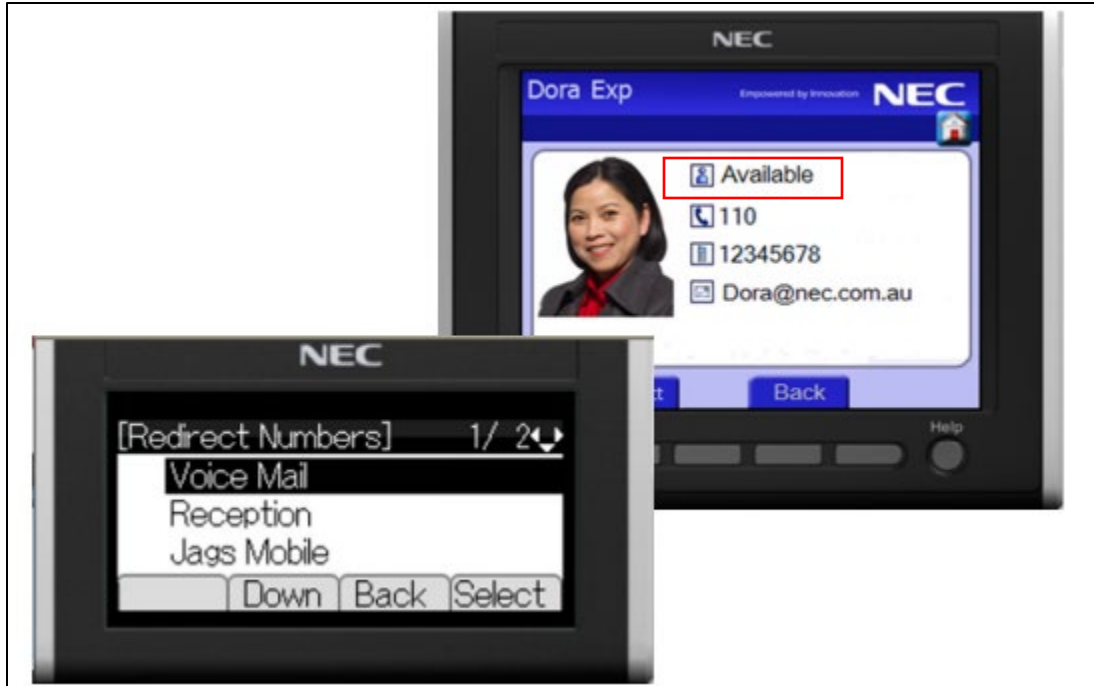 NEC
Dora Exp
Empowered by Innovation NEC
Available
110
12345678
Dora@nec.com.au
Back
Help
NEC
[Redirect Numbers] 1/ 2
Voice Mail
Reception
Jags Mobile
Down Back Select